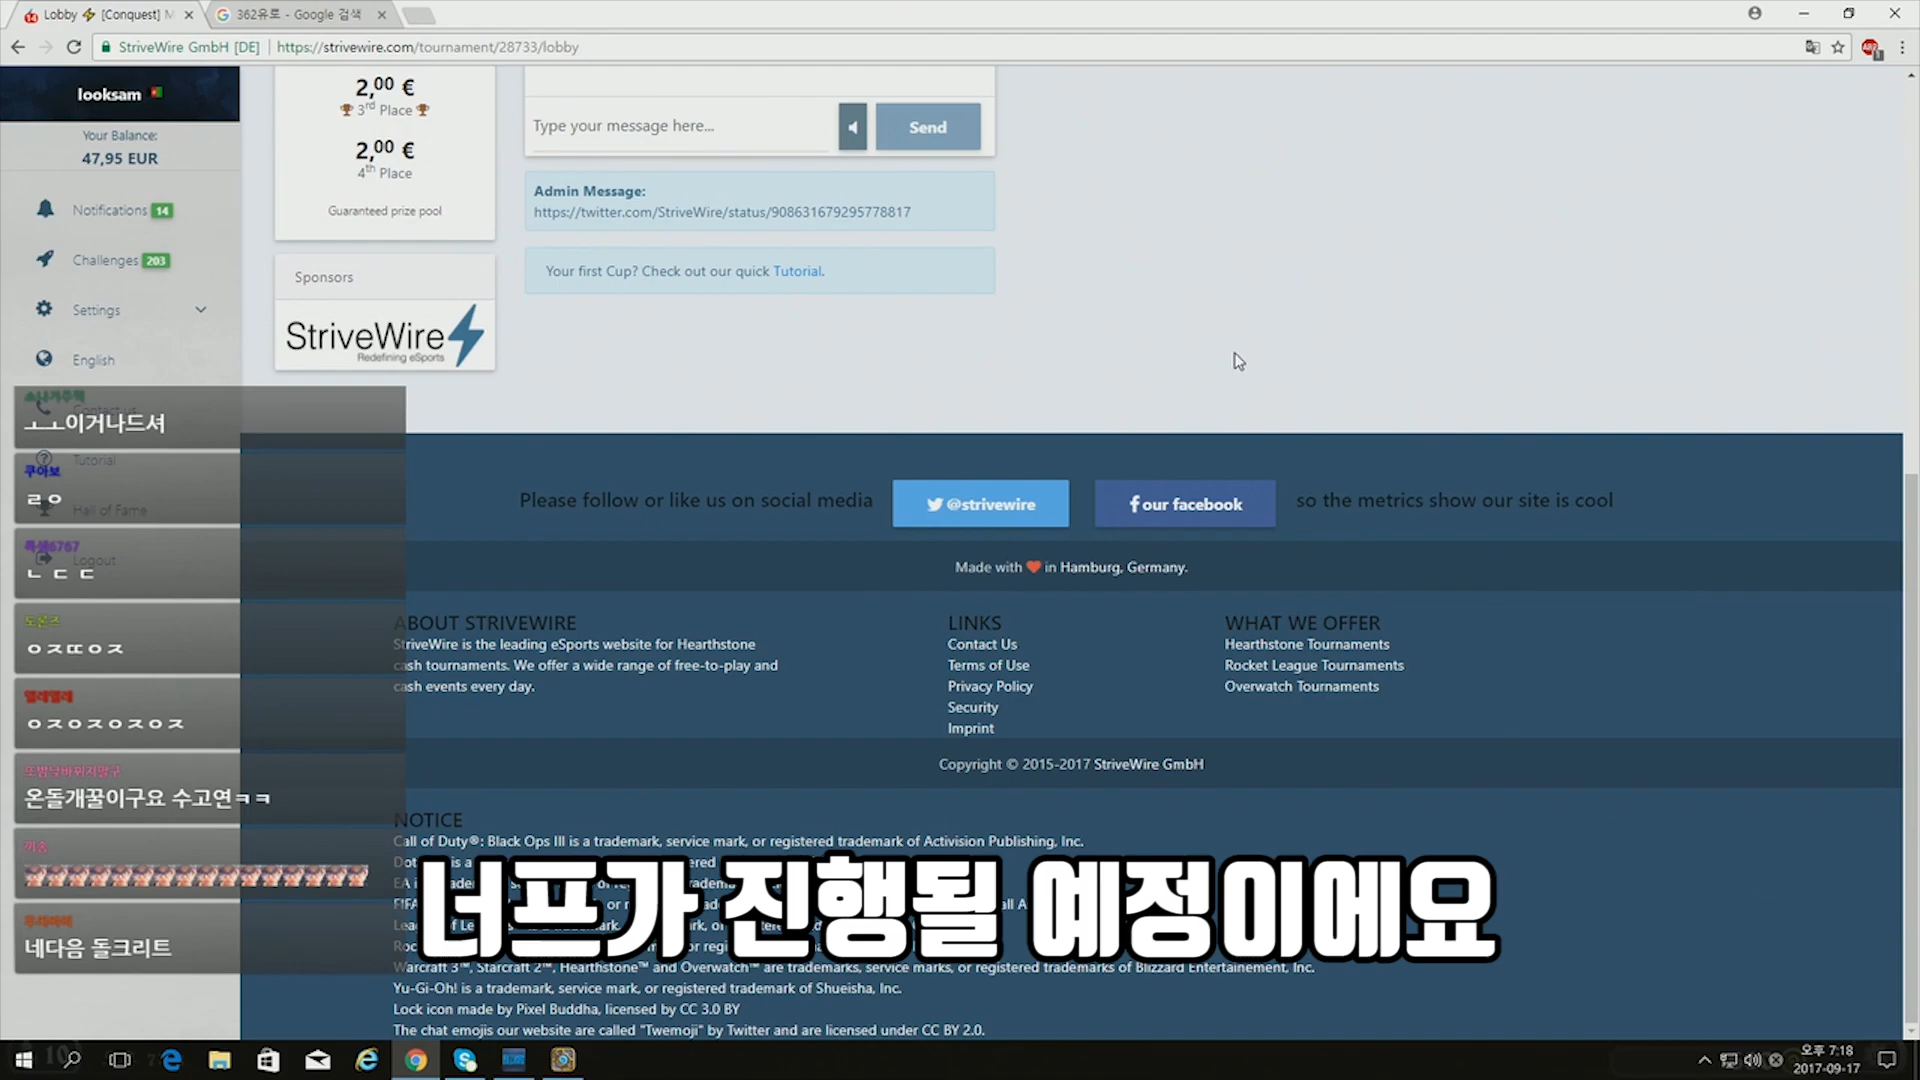 Lobby ⚡ [Conquest] M
362유로 - Google 검색
StriveWire GmbH [DE] | https://strivewire.com/tournament/28733/lobby
looksam
Your Balance:
47,95 EUR
Notifications 14
Challenges 203
Settings
English
Contact us
Tutorial
Hall of Fame
Logout
2,00 €
3rd Place
2,00 €
4th Place
Guaranteed prize pool
Sponsors
StriveWire
Redefining eSports
Type your message here...
Send
Admin Message:
https://twitter.com/StriveWire/status/908631679295778817
Your first Cup? Check out our quick Tutorial.
ㅗㅗ이거나드셔
쿠아보
ㄹㅇ
ㄴㄷㄷ
도론즈
ㅇㅈㄸㅇㅈ
ㅇㅈㅇㅈㅇㅈㅇㅈ
온돌개꿀이구요 수고연ㅋㅋ
네다음 돌크리트
Please follow or like us on social media
@strivewire
our facebook
so the metrics show our site is cool
Made with ❤ in Hamburg, Germany.
ABOUT STRIVEWIRE
StriveWire is the leading eSports website for Hearthstone
cash tournaments. We offer a wide range of free-to-play and
cash events every day.
LINKS
Contact Us
Terms of Use
Privacy Policy
Security
Imprint
WHAT WE OFFER
Hearthstone Tournaments
Rocket League Tournaments
Overwatch Tournaments
Copyright © 2015-2017 StriveWire GmbH
NOTICE
Call of Duty®: Black Ops III is a trademark, service mark, or registered trademark of Activision Publishing, Inc.
너프가 진행될 예정이에요
Warcraft 3™, Starcraft 2™, Hearthstone™ and Overwatch™ are trademarks, service marks, or registered trademarks of Blizzard Entertainement, Inc.
Yu-Gi-Oh! is a trademark, service mark, or registered trademark of Shueisha, Inc.
Lock icon made by Pixel Buddha, licensed by CC 3.0 BY
The chat emojis our website are called "Twemoji" by Twitter and are licensed under CC BY 2.0.
오후 7:18
2017-09-17